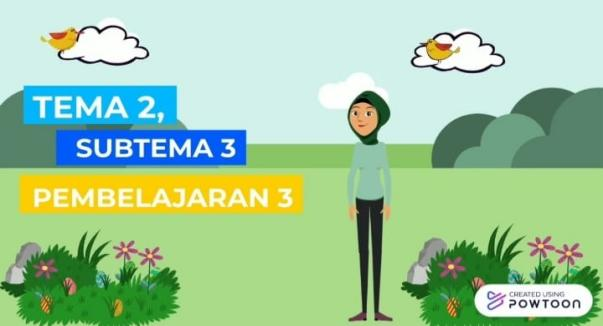 TEMA 2,
SUBTEMA 3
PEMBELAJARAN 3
CREATED USING
POWTOON